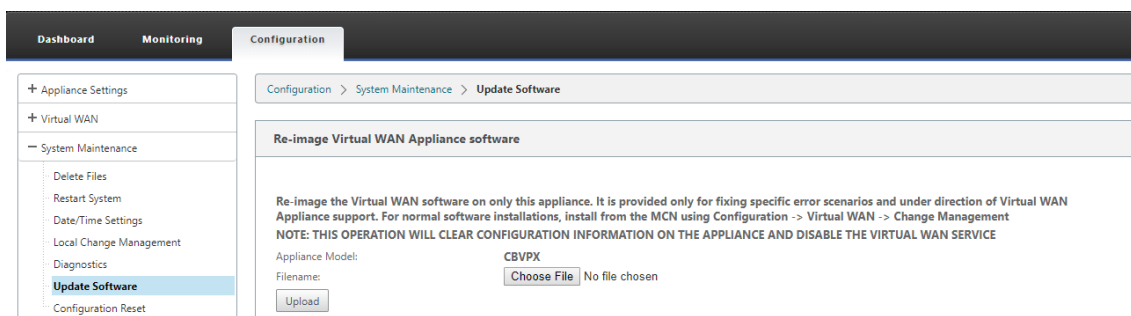 Dashboard Monitoring Configuration
+ Appliance Settings
+ Virtual WAN
− System Maintenance
Delete Files
Restart System
Date/Time Settings
Local Change Management
Diagnostics
Update Software
Configuration Reset
Configuration > System Maintenance > Update Software
Re-image Virtual WAN Appliance software
Re-image the Virtual WAN software on only this appliance. It is provided only for fixing specific error scenarios and under direction of Virtual WAN
Appliance support. For normal software installations, install from the MCN using Configuration -> Virtual WAN -> Change Management
NOTE: THIS OPERATION WILL CLEAR CONFIGURATION INFORMATION ON THE APPLIANCE AND DISABLE THE VIRTUAL WAN SERVICE
Appliance Model: CBVPX
Filename: Choose File No file chosen
Upload